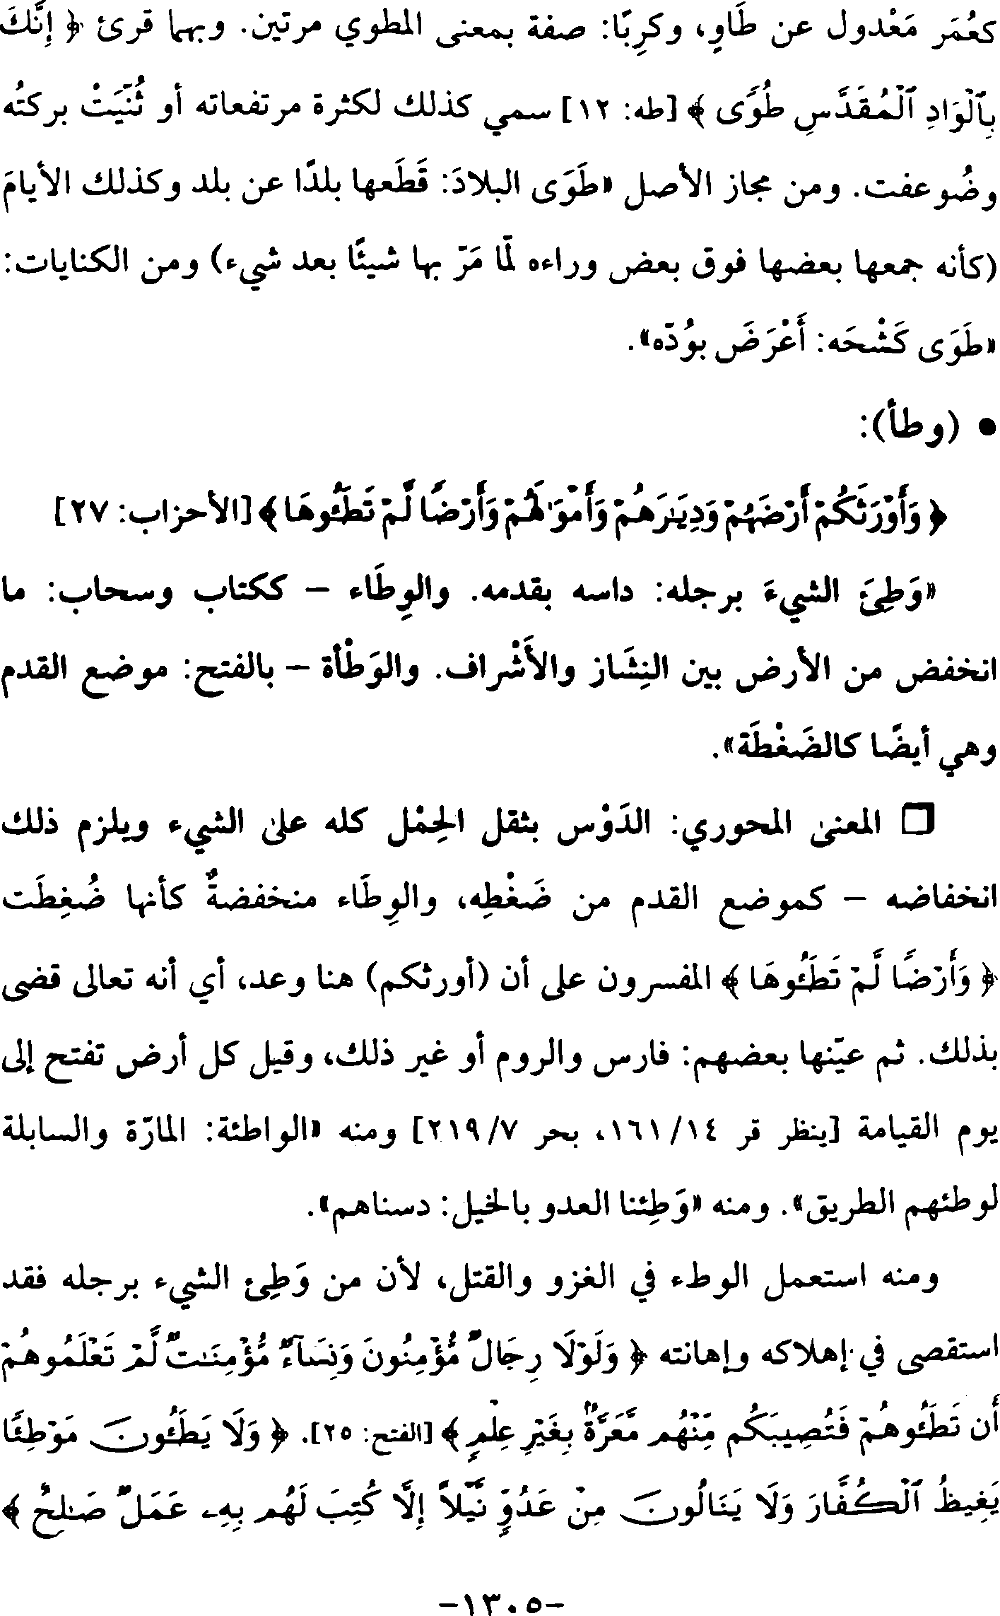 كعُمَر مَعْدول عن طَاوٍ، وكرِبًا: صفة بمعنى المطوي مرتين. وبهما قرئ ﴿ إِنَّكَ
بِٱلْوَادِ ٱلْمُقَدَّسِ طُوًى ﴾ [طه: ١٢] سمي كذلك لكثرة مرتفعاته أو ثُنِّيَتْ بركتُه
وضُوعفت. ومن مجاز الأصل «طَوَى البلادَ: قَطَعها بلدًا عن بلد وكذلك الأيامَ
(كأنه جمعها بعضها فوق بعض وراءه لمّا مَرّ بها شيئًا بعد شيء) ومن الكنايات:
«طَوَى كَشْحَه: أَعْرَضَ بوُدّه».
• (وطأ):
﴿ وَأَوْرَثَكُمْ أَرْضَهُمْ وَدِيَـٰرَهُمْ وَأَمْوَٰلَهُمْ وَأَرْضًا لَّمْ تَطَـُٔوهَا ﴾ [الأحزاب: ٢٧]
«وَطِئَ الشيءَ برجله: داسه بقدمه. والوِطَاء – ككتاب وسحاب: ما
انخفض من الأرض بين النِشَاز والأَشْراف. والوَطْأة – بالفتح: موضع القدم
وهي أيضًا كالضَغْطَة».
□ المعنى المحوري: الدَوْس بثقل الحِمْل كله على الشيء ويلزم ذلك
انخفاضه – كموضع القدم من ضَغْطِه، والوِطَاء منخفضةٌ كأنها ضُغِطَت
﴿ وَأَرْضًا لَّمْ تَطَـُٔوهَا ﴾ المفسرون على أن (أورثكم) هنا وعد، أي أنه تعالى قضى
بذلك. ثم عيّنها بعضهم: فارس والروم أو غير ذلك، وقيل كل أرض تفتح إلى
يوم القيامة [ينظر قر ١٦١/١٤، بحر ٢١٩/٧] ومنه «الواطئة: المارّة والسابلة
لوطئهم الطريق». ومنه «وَطِئنا العدو بالخيل: دسناهم».
ومنه استعمل الوطء في الغزو والقتل، لأن من وَطِئ الشيء برجله فقد
استقصى في إهلاكه وإهانته ﴿ وَلَوْلَا رِجَالٌ مُّؤْمِنُونَ وَنِسَآءٌ مُّؤْمِنَـٰتٌ لَّمْ تَعْلَمُوهُمْ
أَن تَطَـُٔوهُمْ فَتُصِيبَكُم مِّنْهُم مَّعَرَّةٌۢ بِغَيْرِ عِلْمٍ ﴾ [الفتح: ٢٥]. ﴿ وَلَا يَطَـُٔونَ مَوْطِئًا
يَغِيظُ ٱلْكُفَّارَ وَلَا يَنَالُونَ مِنْ عَدُوٍّ نَّيْلًا إِلَّا كُتِبَ لَهُم بِهِۦ عَمَلٌ صَـٰلِحٌ ﴾
-١٣٠٥-